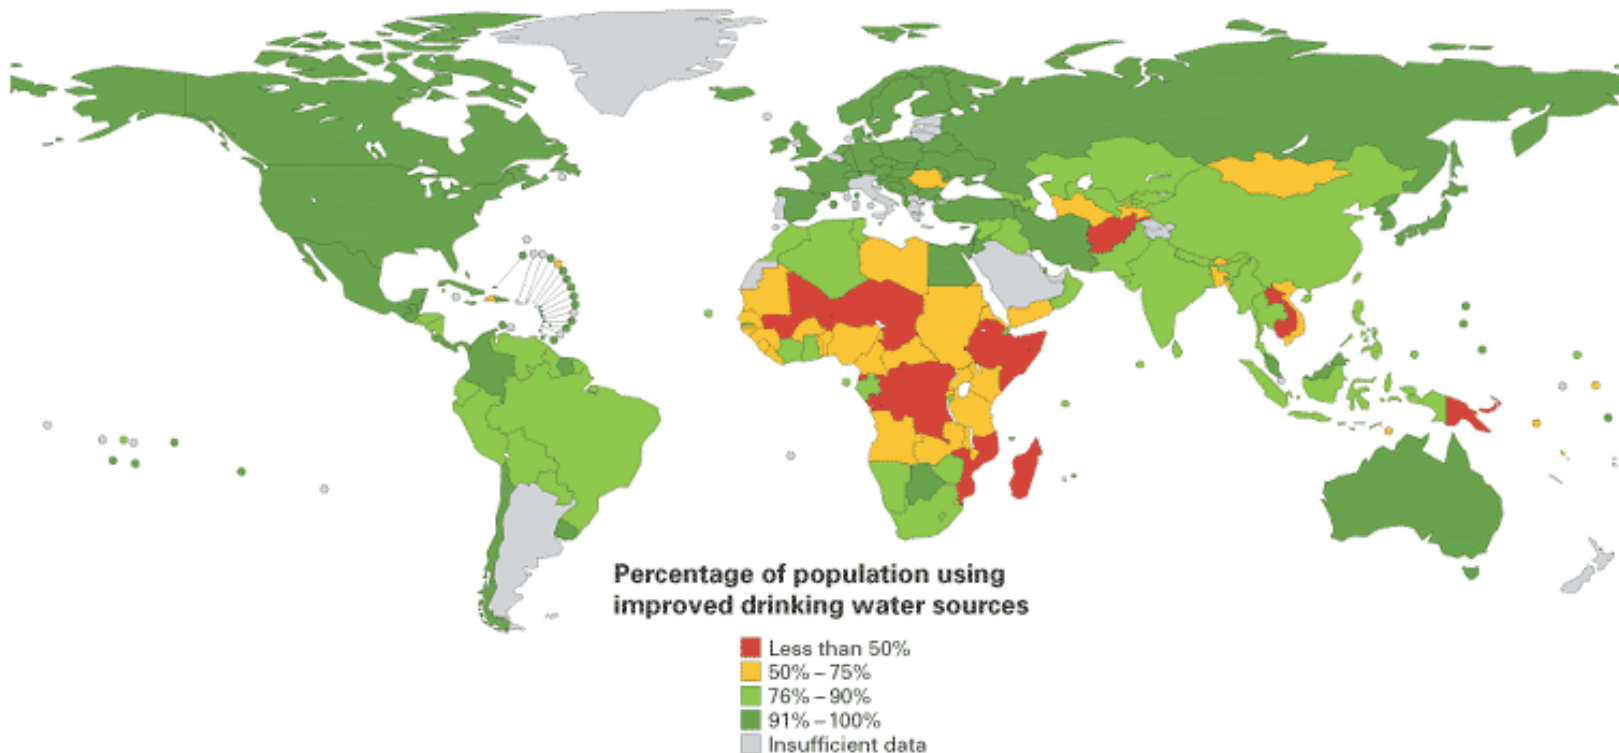 Percentage of population using
improved drinking water sources
Less than 50%
50% – 75%
76% – 90%
91% – 100%
Insufficient data